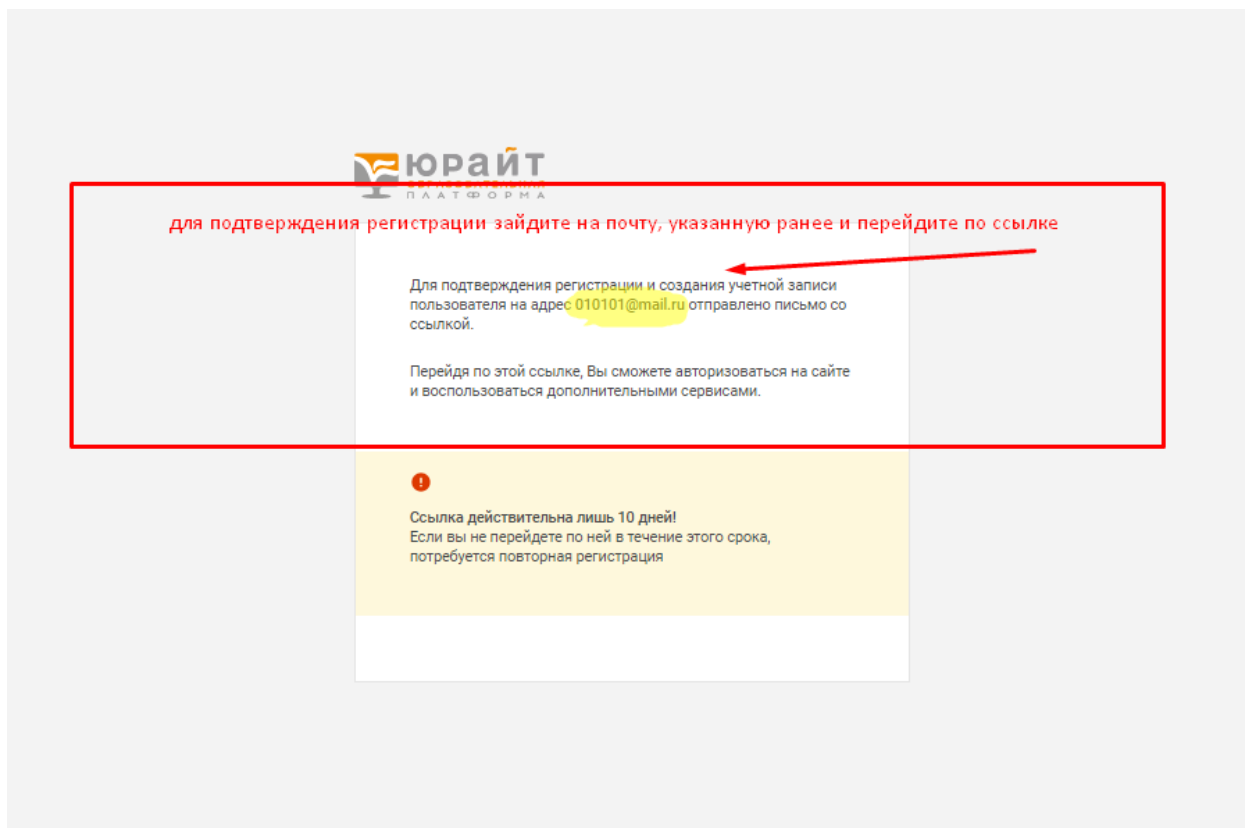 юрайт
ОБРАЗОВАТЕЛЬНАЯ
ПЛАТФОРМА
для подтверждения регистрации зайдите на почту, указанную ранее и перейдите по ссылке
Для подтверждения регистрации и создания учетной записи
пользователя на адрес 010101@mail.ru отправлено письмо со
ссылкой.
Перейдя по этой ссылке, Вы сможете авторизоваться на сайте
и воспользоваться дополнительными сервисами.
Ссылка действительна лишь 10 дней!
Если вы не перейдете по ней в течение этого срока,
потребуется повторная регистрация